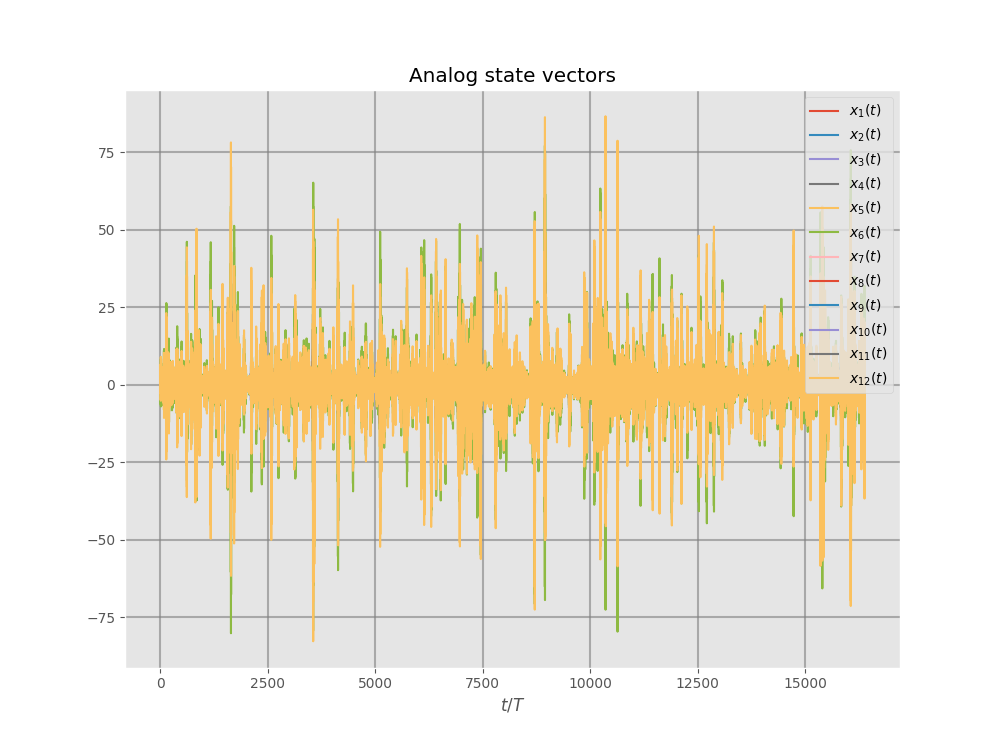 Analog state vectors
75
50
25
0
−25
−50
−75
0 2500 5000 7500 10000 12500 15000
t/T
x₁(t)
x₂(t)
x₃(t)
x₄(t)
x₅(t)
x₆(t)
x₇(t)
x₈(t)
x₉(t)
x₁₀(t)
x₁₁(t)
x₁₂(t)